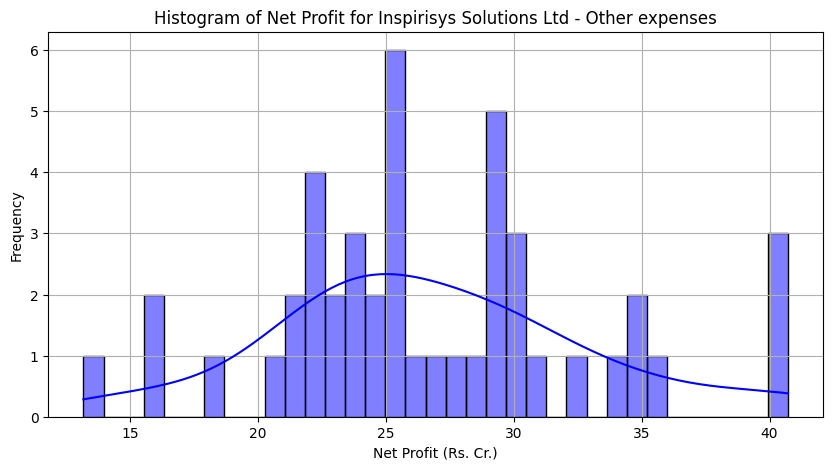 Histogram of Net Profit for Inspirisys Solutions Ltd - Other expenses
6
5
4
3
2
1
0
Frequency
15 20 25 30 35 40
Net Profit (Rs. Cr.)